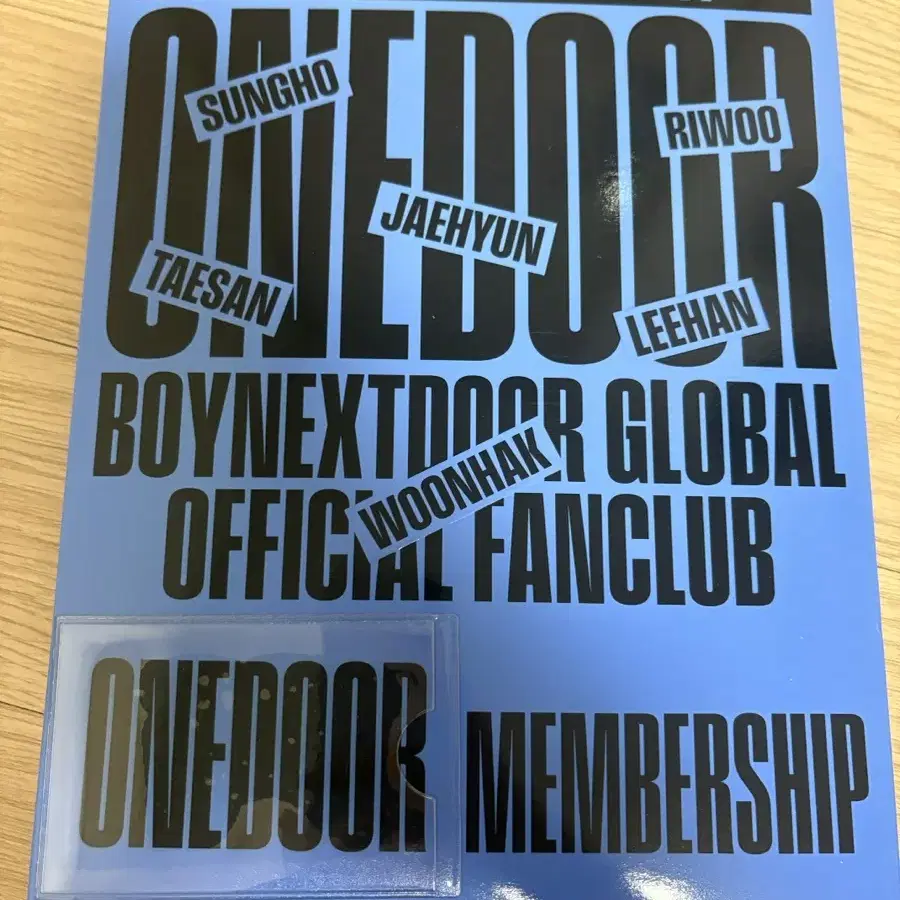 ONEDOOR
SUNGHO
RIWOO
JAEHYUN
TAESAN
LEEHAN
BOYNEXTDOOR GLOBAL
WOONHAK
OFFICIAL FANCLUB
ONEDOOR
MEMBERSHIP